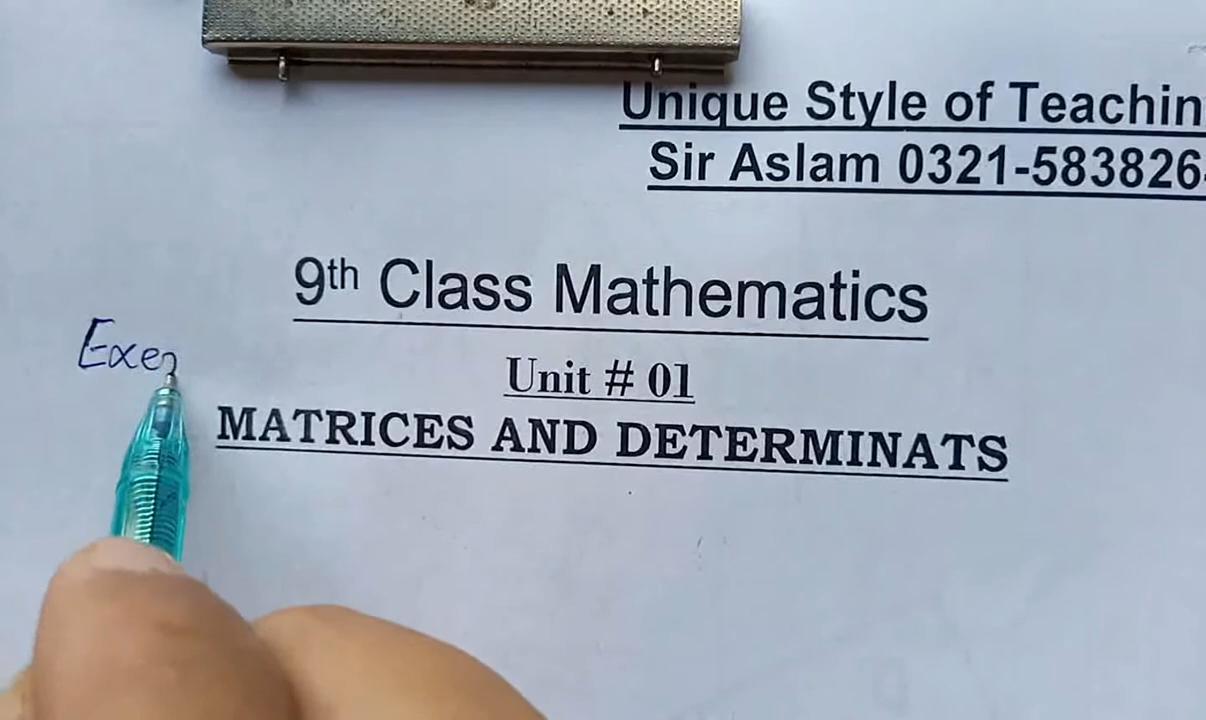 Unique Style of Teachin
Sir Aslam 0321-583826
9th Class Mathematics
Exer
Unit # 01
MATRICES AND DETERMINATS